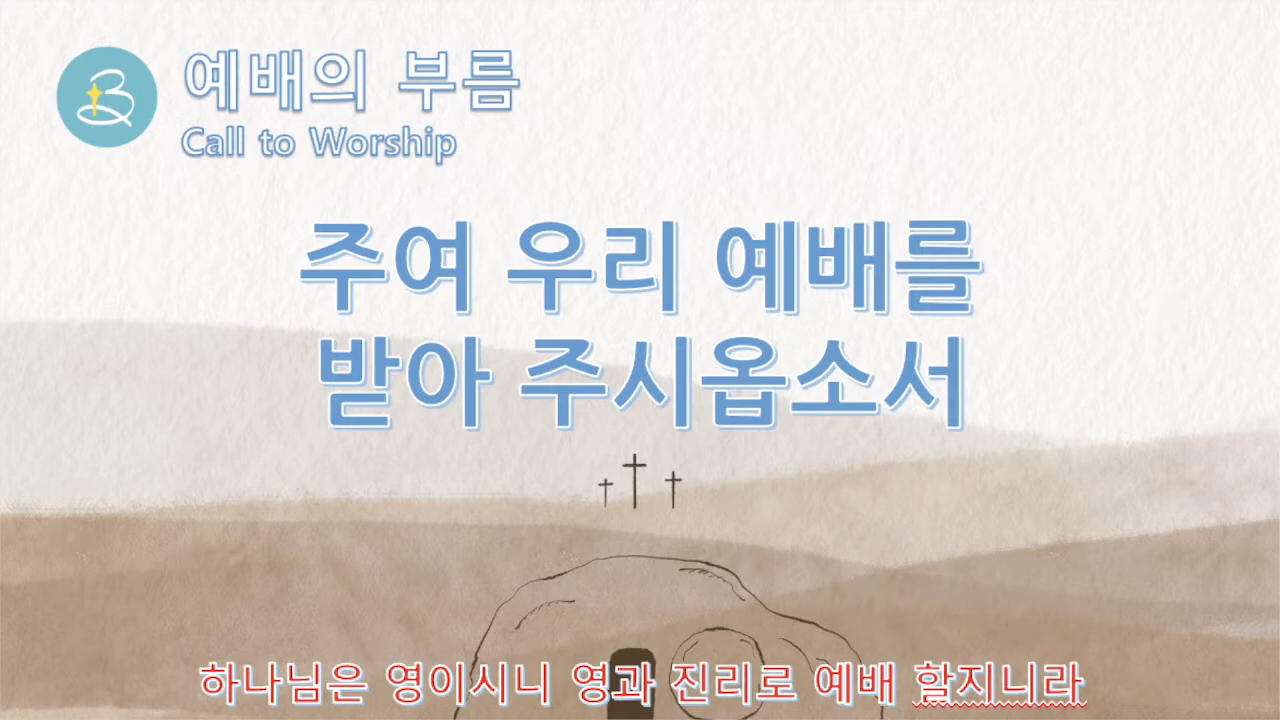 예배의 부름
Call to Worship
주여 우리 예배를
받아 주시옵소서
하나님은 영이시니 영과 진리로 예배 할지니라